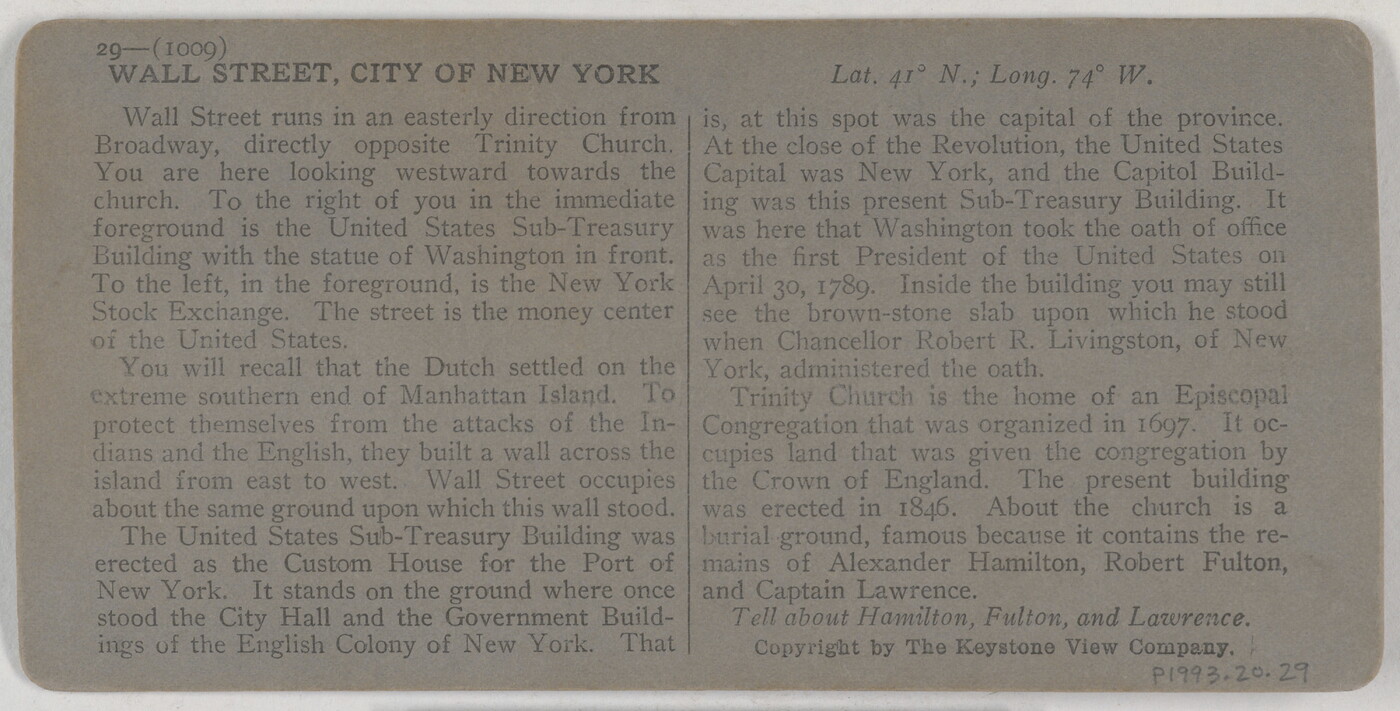 29—(1009)
WALL STREET, CITY OF NEW YORK
Lat. 41° N.; Long. 74° W.
Wall Street runs in an easterly direction from
Broadway, directly opposite Trinity Church.
You are here looking westward towards the
church. To the right of you in the immediate
foreground is the United States Sub-Treasury
Building with the statue of Washington in front.
To the left, in the foreground, is the New York
Stock Exchange. The street is the money center
of the United States.
You will recall that the Dutch settled on the
extreme southern end of Manhattan Island. To
protect themselves from the attacks of the In-
dians and the English, they built a wall across the
island from east to west. Wall Street occupies
about the same ground upon which this wall stood.
The United States Sub-Treasury Building was
erected as the Custom House for the Port of
New York. It stands on the ground where once
stood the City Hall and the Government Build-
ings of the English Colony of New York. That
is, at this spot was the capital of the province.
At the close of the Revolution, the United States
Capital was New York, and the Capitol Build-
ing was this present Sub-Treasury Building. It
was here that Washington took the oath of office
as the first President of the United States on
April 30, 1789. Inside the building you may still
see the brown-stone slab upon which he stood
when Chancellor Robert R. Livingston, of New
York, administered the oath.
Trinity Church is the home of an Episcopal
Congregation that was organized in 1697. It oc-
cupies land that was given the congregation by
the Crown of England. The present building
was erected in 1846. About the church is a
burial ground, famous because it contains the re-
mains of Alexander Hamilton, Robert Fulton,
and Captain Lawrence.
Tell about Hamilton, Fulton, and Lawrence.
Copyright by The Keystone View Company.
P1993.20.29